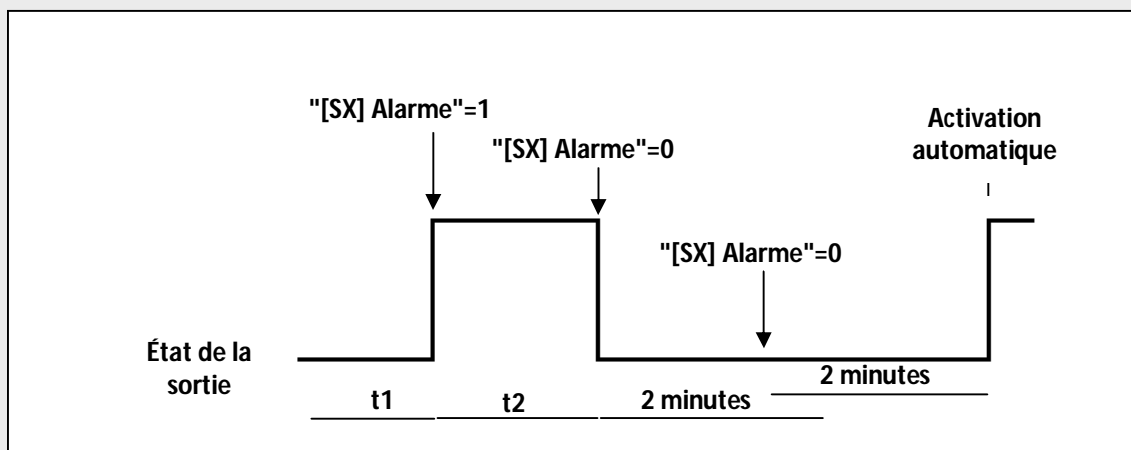 "[SX] Alarme"=1
"[SX] Alarme"=0
Activation
automatique
"[SX] Alarme"=0
État de la
sortie
t1
t2
2 minutes
2 minutes